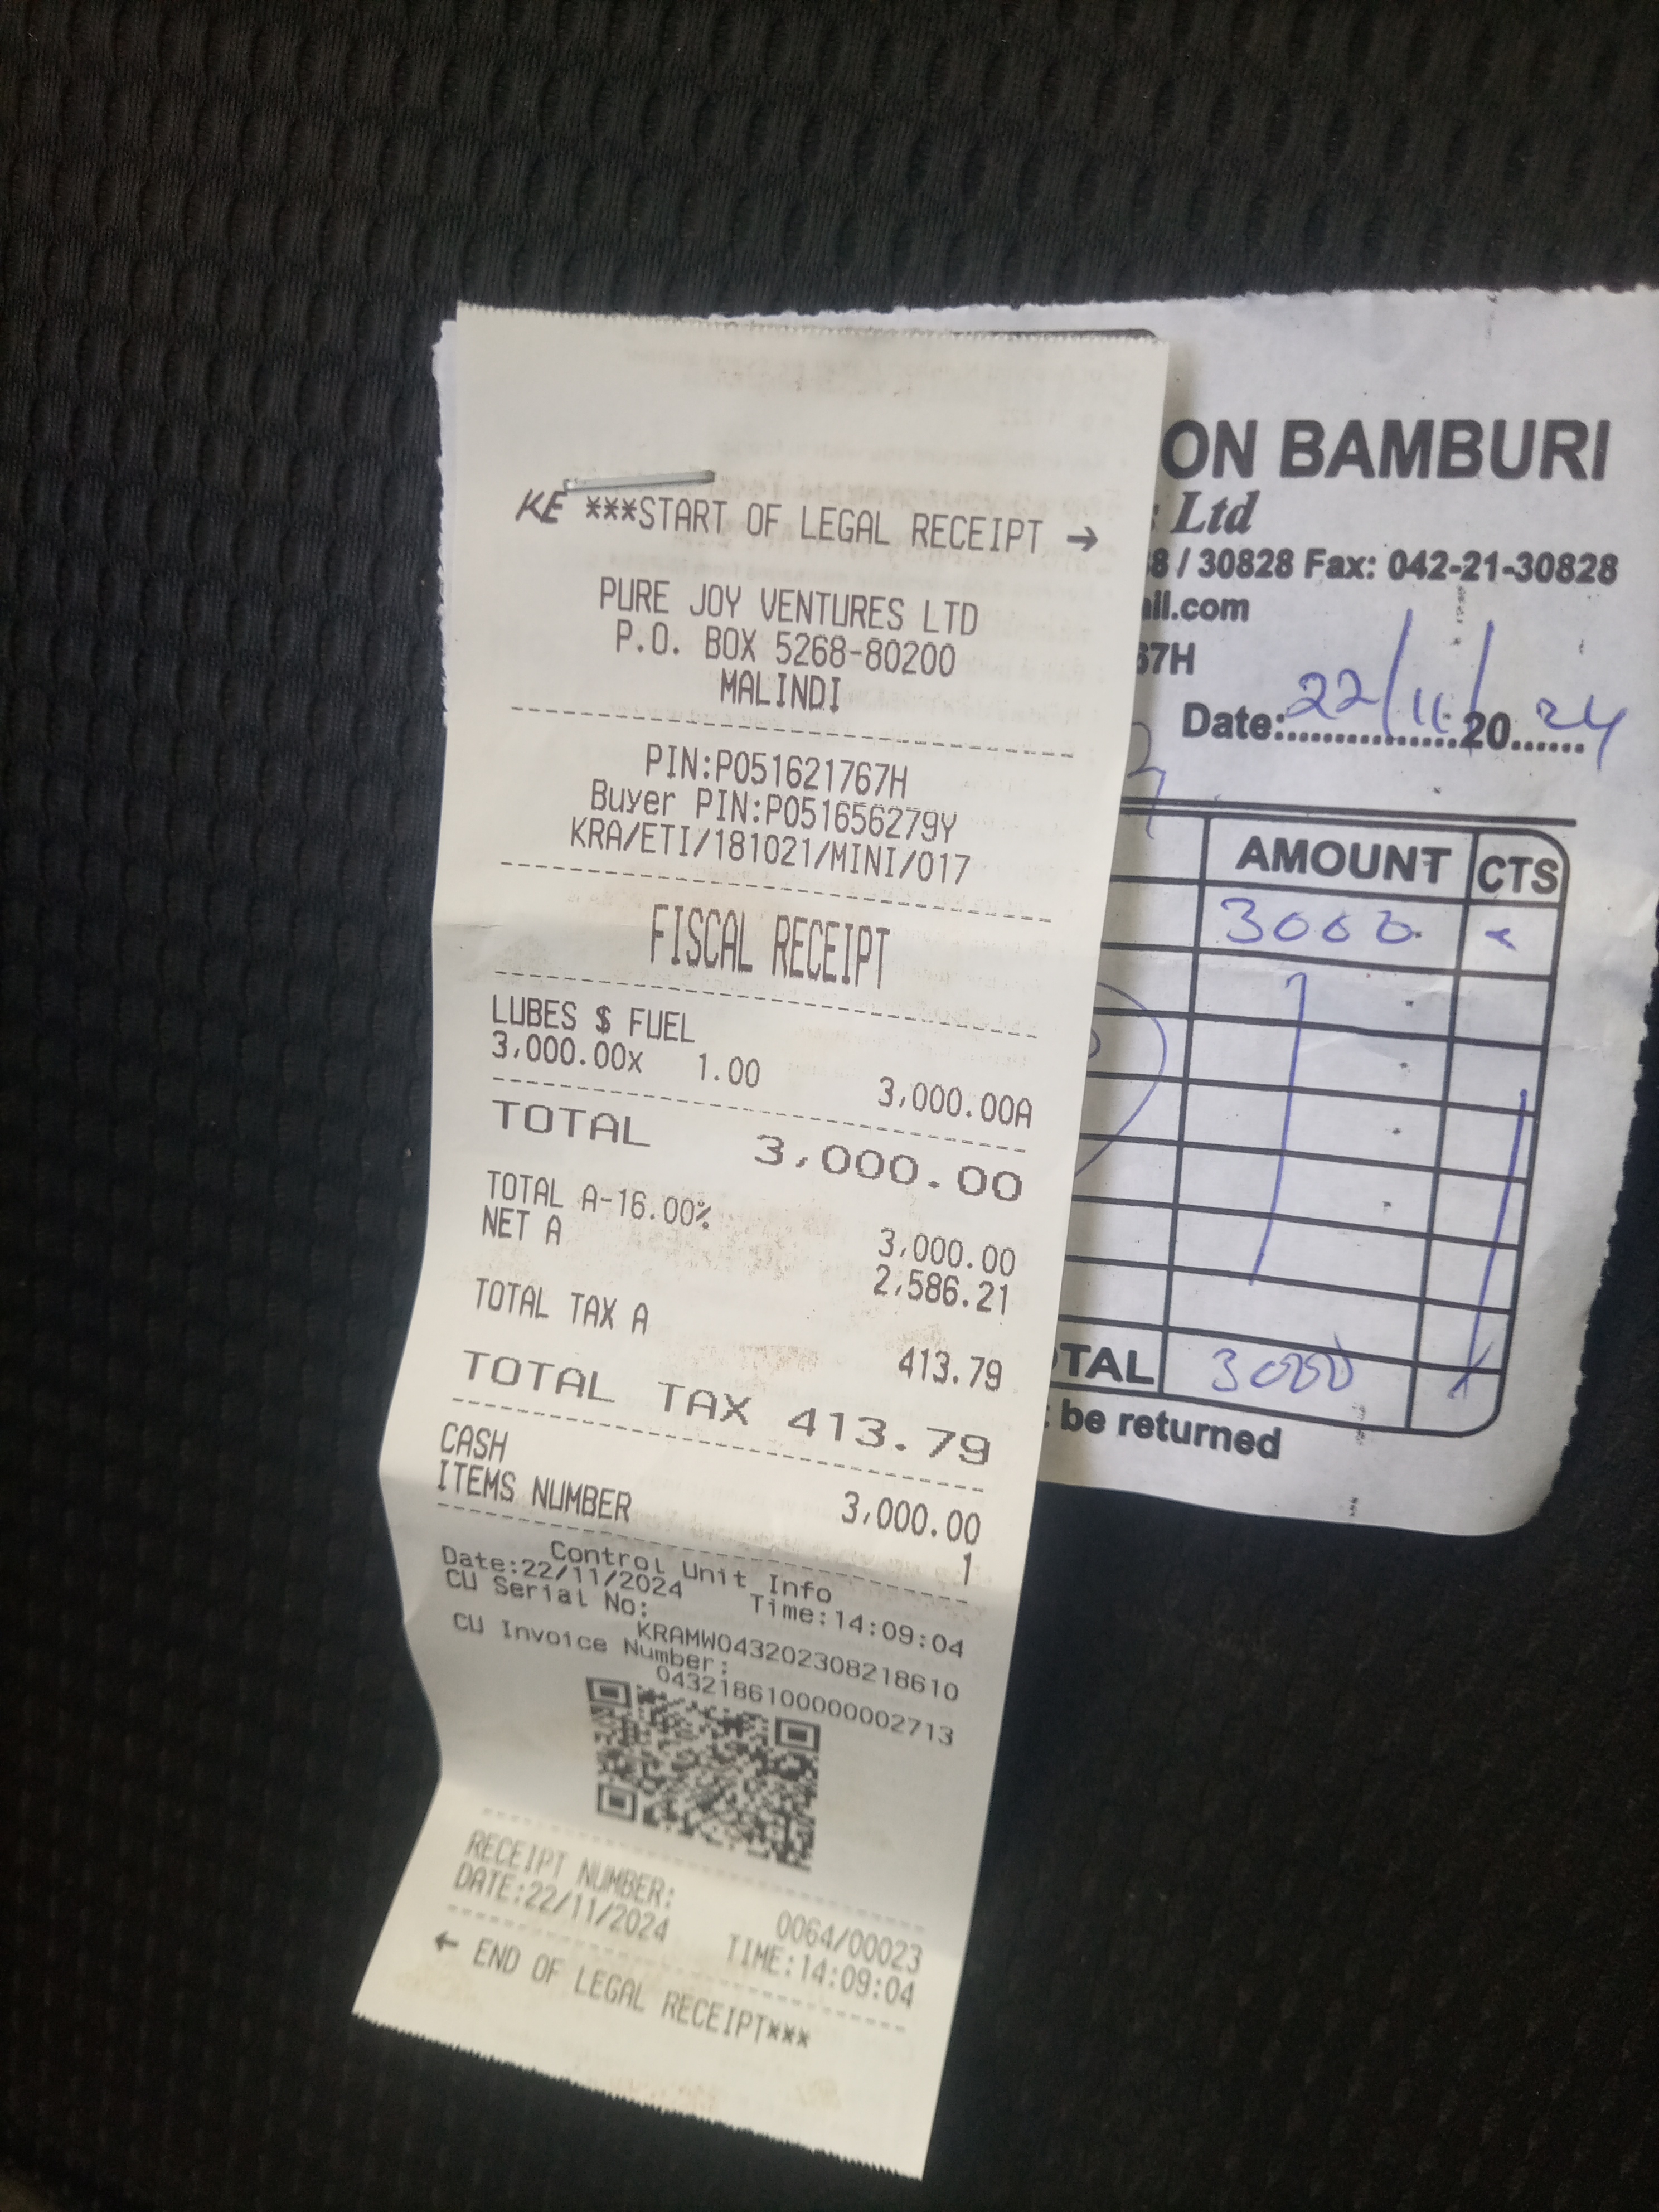 KE ***START OF LEGAL RECEIPT →
PURE JOY VENTURES LTD
P.O. BOX 5268-80200
MALINDI
PIN:P051621767H
Buyer PIN:P051656279Y
KRA/ETI/181021/MINI/017
FISCAL RECEIPT
LUBES $ FUEL
3,000.00x 1.00 3,000.00A
TOTAL 3,000.00
TOTAL A-16.00% 3,000.00
NET A 2,586.21
TOTAL TAX A 413.79
TOTAL TAX 413.79
CASH 3,000.00
ITEMS NUMBER 1
Control Unit Info
Date:22/11/2024 Time:14:09:04
CU Serial No:
KRAMW043202308218610
CU Invoice Number:
0432186100000002713
RECEIPT NUMBER: 0064/00023
DATE:22/11/2024 TIME:14:09:04
← END OF LEGAL RECEIPT***
ON BAMBURI
Ltd
8 / 30828 Fax: 042-21-30828
ail.com
67H
Date: 22/11/ 20 24
AMOUNT CTS
3000
TOTAL 3000
be returned